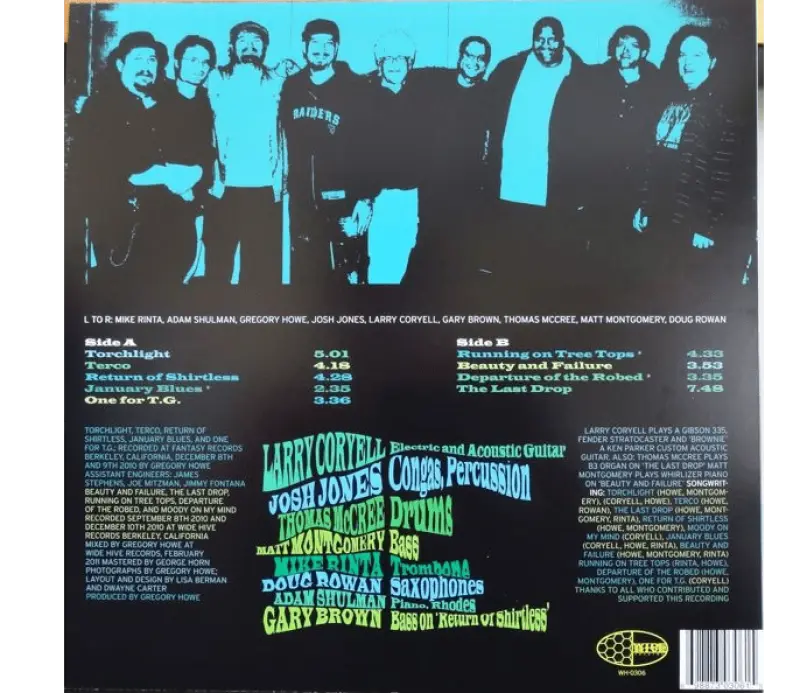 RAIDERS
L TO R: MIKE RINTA, ADAM SHULMAN, GREGORY HOWE, JOSH JONES, LARRY CORYELL, GARY BROWN, THOMAS MCCREE, MATT MONTGOMERY, DOUG ROWAN
Side A
Torchlight 5.01
Terco 4.18
Return of Shirtless 4.28
January Blues * 2.35
One for T.G. 3.36
Side B
Running on Tree Tops * 4.33
Beauty and Failure 3.53
Departure of the Robed * 3.35
The Last Drop 7.48
TORCHLIGHT, TERCO, RETURN OF
SHIRTLESS, JANUARY BLUES, AND ONE
FOR T.G.; RECORDED AT FANTASY RECORDS
BERKELEY, CALIFORNIA, DECEMBER 8TH
AND 9TH 2010 BY GREGORY HOWE
ASSISTANT ENGINEERS: JAMES
STEPHENS, JOE MITZMAN, JIMMY FONTANA
BEAUTY AND FAILURE, THE LAST DROP,
RUNNING ON TREE TOPS, DEPARTURE
OF THE ROBED, AND MOODY ON MY MIND
RECORDED SEPTEMBER 8TH 2010 AND
DECEMBER 10TH 2010 AT WIDE HIVE
RECORDS BERKELEY, CALIFORNIA
MIXED BY GREGORY HOWE AT
WIDE HIVE RECORDS, FEBRUARY
2011 MASTERED BY GEORGE HORN
PHOTOGRAPHS BY GREGORY HOWE;
LAYOUT AND DESIGN BY LISA BERMAN
AND DWAYNE CARTER
PRODUCED BY GREGORY HOWE
LARRY CORYELL Electric and Acoustic Guitar
JOSH JONES Congas, Percussion
THOMAS MCCREE Drums
MATT MONTGOMERY Bass
MIKE RINTA Trombone
DOUG ROWAN Saxophones
ADAM SHULMAN Piano, Rhodes
GARY BROWN Bass on 'Return Of Shirtless'
LARRY CORYELL PLAYS A GIBSON 335,
FENDER STRATOCASTER AND 'BROWNIE'
A KEN PARKER CUSTOM ACOUSTIC
GUITAR, ALSO; THOMAS MCCREE PLAYS
B3 ORGAN ON 'THE LAST DROP' MATT
MONTGOMERY PLAYS WHIRLIZER PIANO
ON 'BEAUTY AND FAILURE' SONGWRIT-
ING: TORCHLIGHT (HOWE, MONTGOM-
ERY), (CORYELL, HOWE), TERCO (HOWE,
ROWAN), THE LAST DROP (HOWE, MONT-
GOMERY, RINTA), RETURN OF SHIRTLESS
(HOWE, MONTGOMERY), MOODY ON
MY MIND (CORYELL), JANUARY BLUES
(CORYELL, HOWE, RINTA), BEAUTY AND
FAILURE (HOWE, MONTGOMERY, RINTA)
RUNNING ON TREE TOPS (RINTA, HOWE),
DEPARTURE OF THE ROBED (HOWE,
MONTGOMERY), ONE FOR T.G. (CORYELL)
THANKS TO ALL WHO CONTRIBUTED AND
SUPPORTED THIS RECORDING
WH-0306